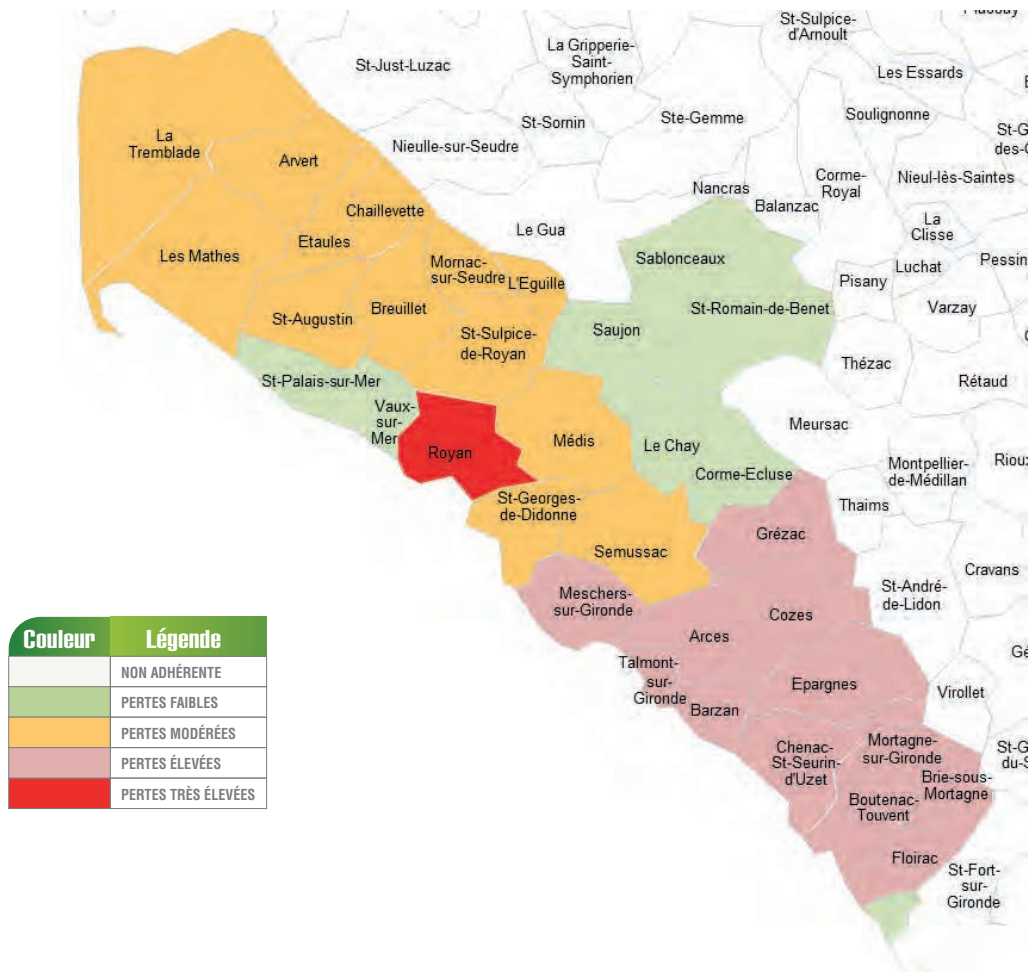 St-Sulpice-
d'Arnoult
La Gripperie-
Saint-
Symphorien
St-Just-Luzac
Les Essards
Ste-Gemme
Soulignonne
St-Sornin
St-G
des-
La
Tremblade
Arvert
Nieulle-sur-Seudre
Corme-
Royal
Nieul-lès-Saintes
Nancras
Balanzac
Chaillevette
La
Clisse
Le Gua
Etaules
Les Mathes
Mornac-
sur-Seudre
L'Eguille
Sablonceaux
Pisany
Luchat
Pessin
Breuillet
St-Augustin
St-Romain-de-Benet
Varzay
Saujon
St-Sulpice-
de-Royan
Thézac
Rétaud
St-Palais-sur-Mer
Vaux-
sur-
Mer
Meursac
Royan
Médis
Le Chay
Corme-Ecluse
Montpellier-
de-Médillan
Rioux
St-Georges-
de-Didonne
Thaims
Grézac
Semussac
Cravans
St-André-
de-Lidon
Meschers-
sur-Gironde
Cozes
Arces
Gé
Talmont-
sur-
Gironde
Epargnes
Virollet
Barzan
Chenac-
St-Seurin-
d'Uzet
Mortagne-
sur-Gironde
St-G
du-S
Brie-sous-
Mortagne
Boutenac-
Touvent
Floirac
St-Fort-
sur-
Gironde
Couleur Légende
NON ADHÉRENTE
PERTES FAIBLES
PERTES MODÉRÉES
PERTES ÉLEVÉES
PERTES TRÈS ÉLEVÉES